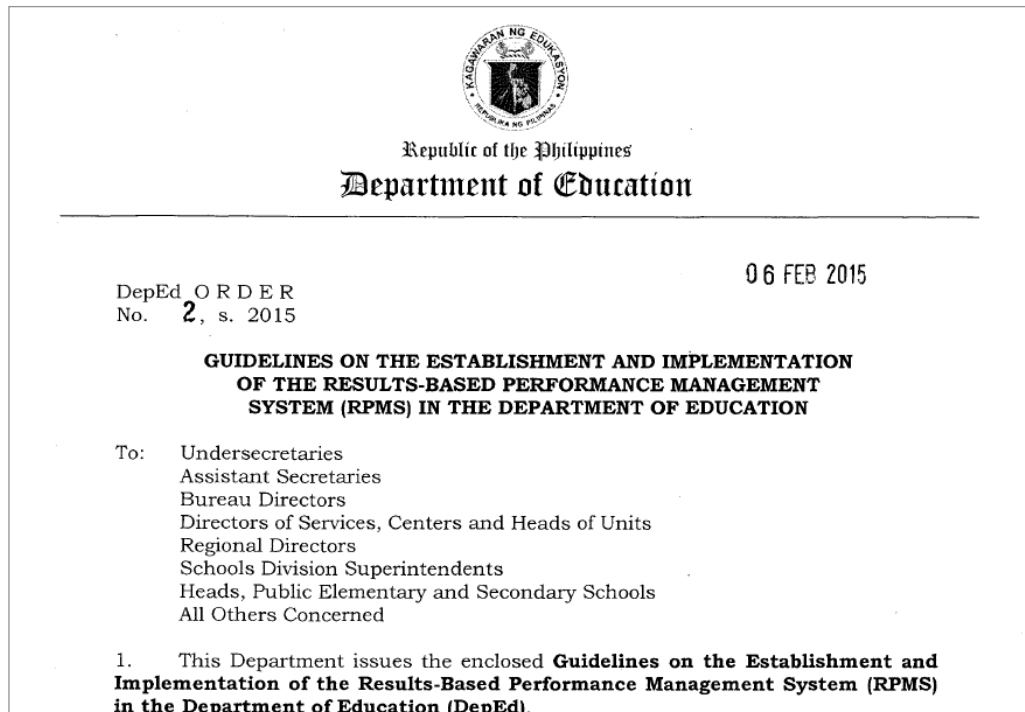 KAGAWARAN NG EDUKASYON
REPUBLIKA NG PILIPINAS
Republic of the Philippines
Department of Education
06 FEB 2015
DepEd O R D E R
No. 2, s. 2015
GUIDELINES ON THE ESTABLISHMENT AND IMPLEMENTATION
OF THE RESULTS-BASED PERFORMANCE MANAGEMENT
SYSTEM (RPMS) IN THE DEPARTMENT OF EDUCATION
To: Undersecretaries
Assistant Secretaries
Bureau Directors
Directors of Services, Centers and Heads of Units
Regional Directors
Schools Division Superintendents
Heads, Public Elementary and Secondary Schools
All Others Concerned
1. This Department issues the enclosed Guidelines on the Establishment and
Implementation of the Results-Based Performance Management System (RPMS)
in the Department of Education (DepEd).